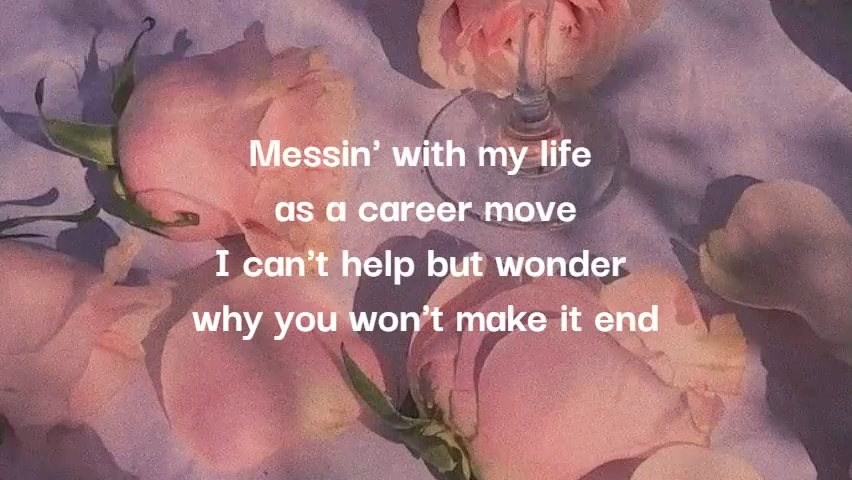 Messin’ with my life
as a career move
I can’t help but wonder
why you won’t make it end